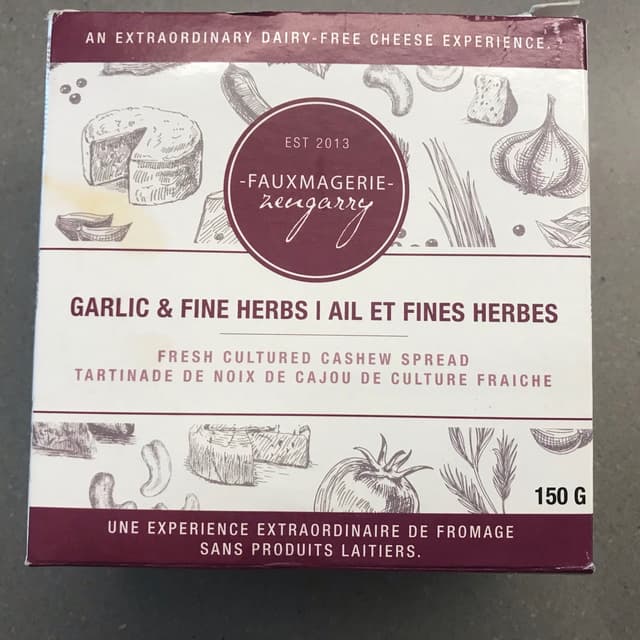 AN EXTRAORDINARY DAIRY-FREE CHEESE EXPERIENCE.
EST 2013
-FAUXMAGERIE-
zengarry
GARLIC & FINE HERBS | AIL ET FINES HERBES
FRESH CULTURED CASHEW SPREAD
TARTINADE DE NOIX DE CAJOU DE CULTURE FRAICHE
150 G
UNE EXPERIENCE EXTRAORDINAIRE DE FROMAGE
SANS PRODUITS LAITIERS.